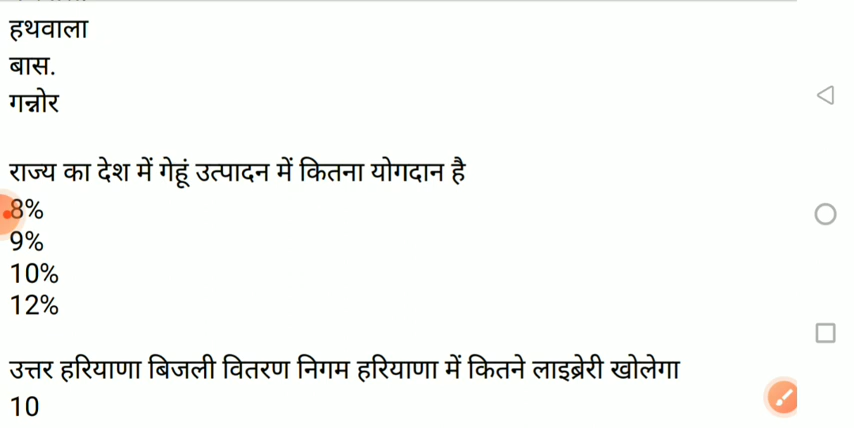 हथवाला
बास.
गन्नोर
राज्य का देश में गेहूं उत्पादन में कितना योगदान है
8%
9%
10%
12%
उत्तर हरियाणा बिजली वितरण निगम हरियाणा में कितने लाइब्रेरी खोलेगा
10